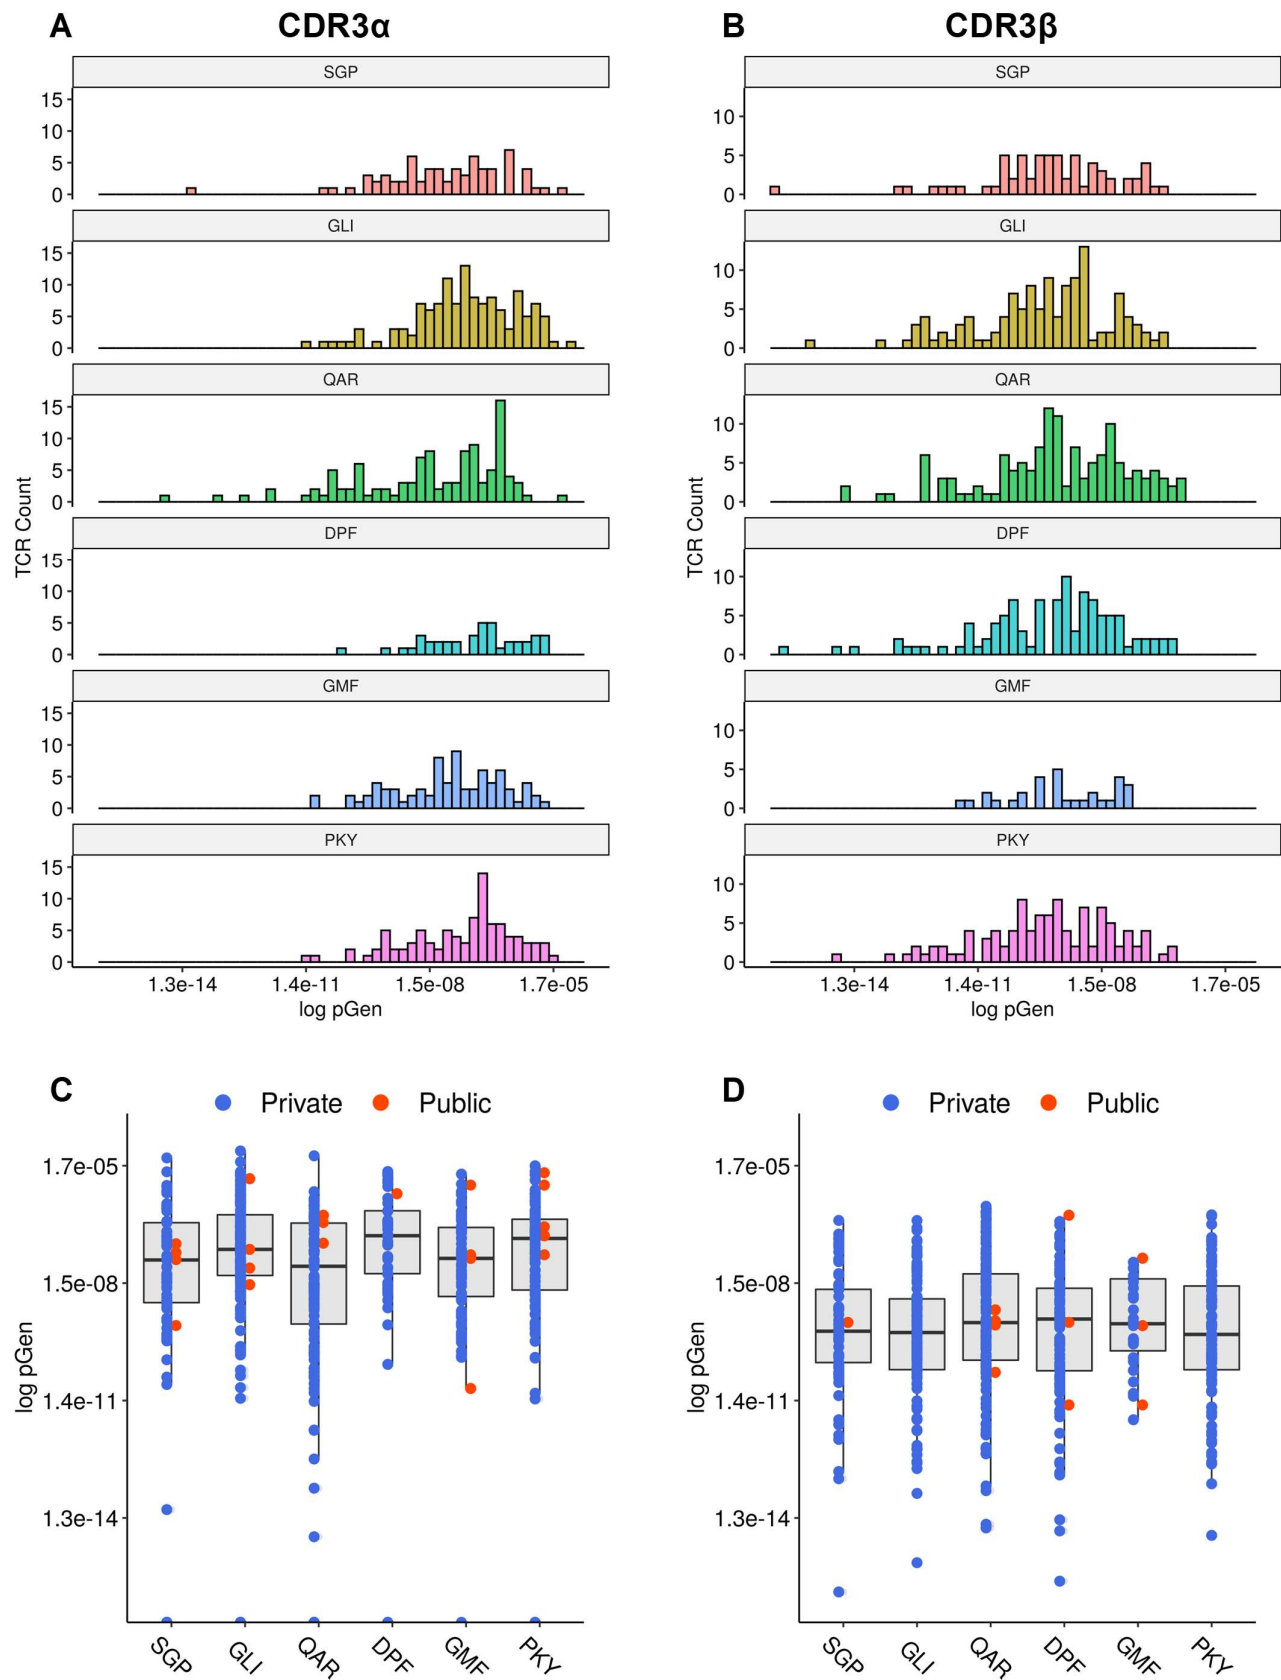 A CDR3α
SGP
15
10
5
0
GLI
15
10
5
0
QAR
15
10
5
0
DPF
15
10
5
0
GMF
15
10
5
0
PKY
15
10
5
0
TCR Count
1.3e-14 1.4e-11 1.5e-08 1.7e-05
log pGen
B CDR3β
SGP
10
5
0
GLI
10
5
0
QAR
10
5
0
DPF
10
5
0
GMF
10
5
0
PKY
10
5
0
TCR Count
1.3e-14 1.4e-11 1.5e-08 1.7e-05
log pGen
C
Private Public
1.7e-05
1.5e-08
1.4e-11
1.3e-14
log pGen
SGP GLI QAR DPF GMF PKY
D
Private Public
1.7e-05
1.5e-08
1.4e-11
1.3e-14
log pGen
SGP GLI QAR DPF GMF PKY